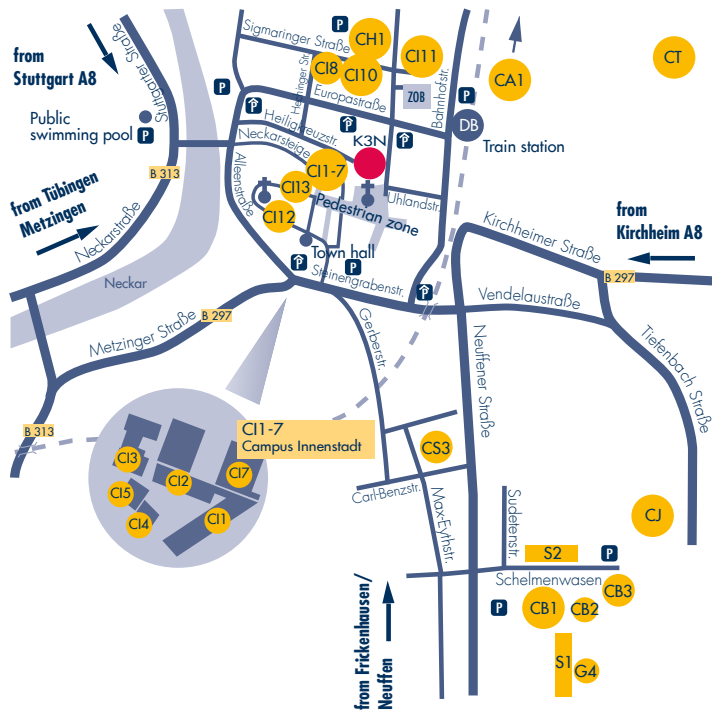 from
Stuttgart A8
Stuttgarter Straße
Public
swimming pool
P
B 313
from Tübingen
Metzingen
Neckarstraße
Neckar
Sigmaringer Straße
P
CH1
CI8
CI10
CI11
ZOB
Bahnhofstr.
CA1
CT
P
Europastraße
P
DB
Train station
Heiligkreuzstr.
P
P
P
K3N
Neckarsteige
CI1-7
CI13
CI12
Alleenstraße
Uhlandstr.
Pedestrian zone
Town hall
P
P
P
Steinengrabenstr.
from
Kirchheim A8
Kirchheimer Straße
B 297
Vendelaustraße
Tiefenbach Straße
Metzinger Straße
B 297
Gerberstr.
Neuffener Straße
B 313
CI1-7
Campus Innenstadt
CI3
CI2
CI7
CI5
CI4
CI1
CS3
Carl-Benzstr.
Max-Eythstr.
Sudetenstr.
CJ
S2
P
Schelmenwasen
CB3
P
CB1
CB2
S1
G4
from Frickenhausen/
Neuffen